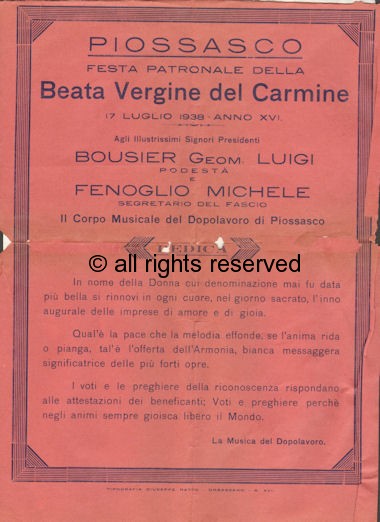 PIOSSASCO
FESTA PATRONALE DELLA
Beata Vergine del Carmine
17 LUGLIO 1938 - ANNO XVI.
Agli Illustrissimi Signori Presidenti
BOUSIER GEOM. LUIGI
PODESTÀ
E
FENOGLIO MICHELE
SEGRETARIO DEL FASCIO
Il Corpo Musicale del Dopolavoro di Piossasco
DEDICA
© all rights reserved
In nome della Donna cui denominazione mai fu data
più bella si rinnovi in ogni cuore, nel giorno sacrato, l'inno
augurale delle imprese di amore e di gioia.
Qual'è la pace che la melodia effonde, se l'anima rida
o pianga, tal'è l'offerta dell'Armonia, bianca messaggera
significatrice delle più forti opre.
I voti e le preghiere della riconoscenza rispondano
alle attestazioni dei beneficanti; Voti e preghiere perchè
negli animi sempre gioisca libero il Mondo.
La Musica del Dopolavoro.
TIPOGRAFIA GIUSEPPE